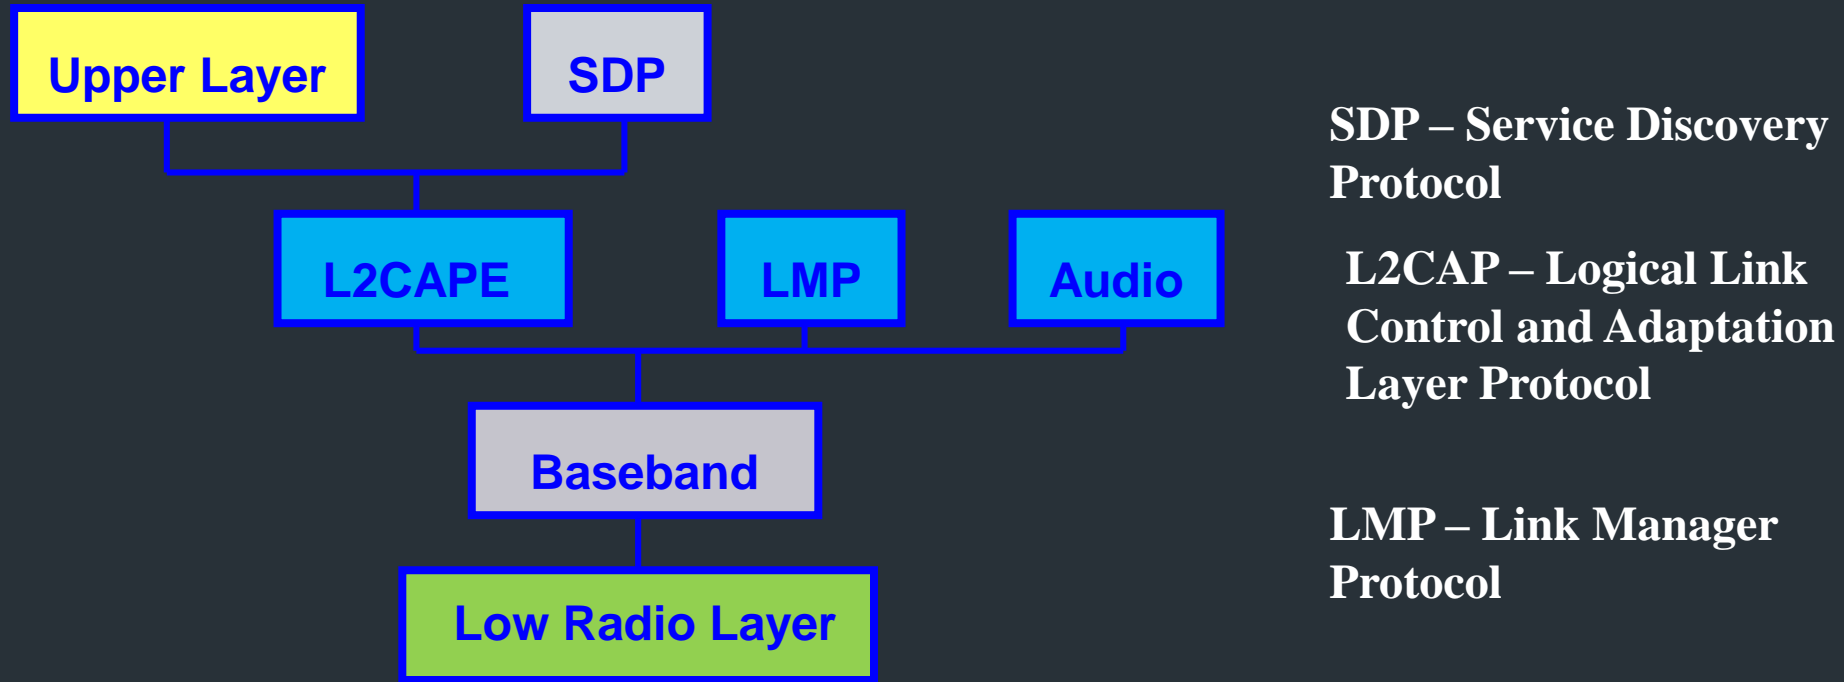 Upper Layer
SDP
L2CAPE
LMP
Audio
Baseband
Low Radio Layer
SDP – Service Discovery
Protocol
L2CAP – Logical Link
Control and Adaptation
Layer Protocol
LMP – Link Manager
Protocol